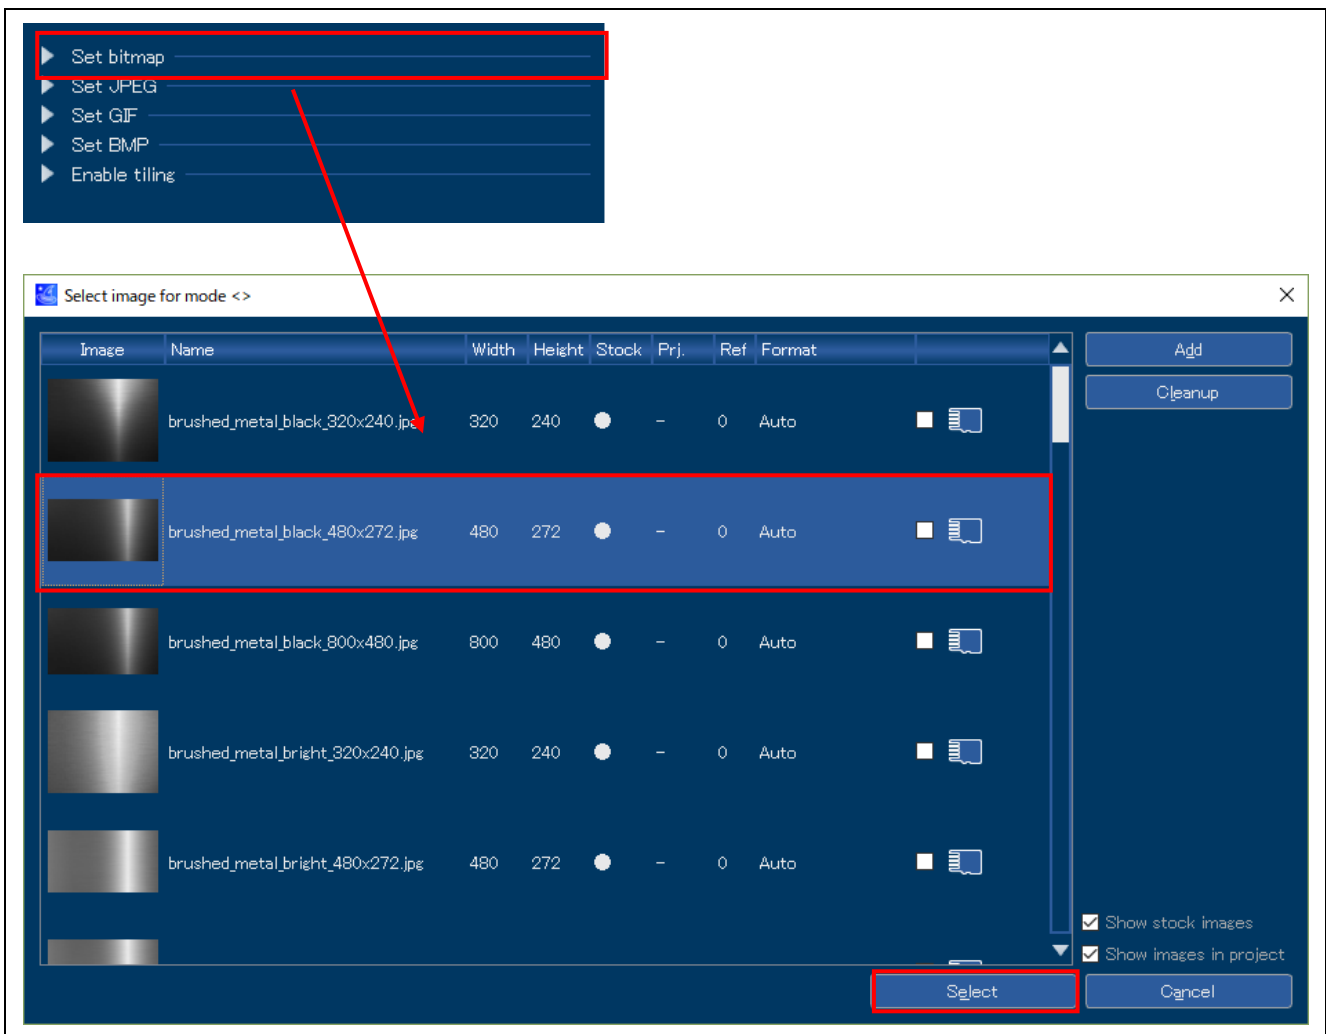 Set bitmap
Set JPEG
Set GIF
Set BMP
Enable tiling
Select image for mode <>
Image Name Width Height Stock Prj. Ref Format
brushed_metal_black_320x240.jpg 320 240 - 0 Auto
brushed_metal_black_480x272.jpg 480 272 - 0 Auto
brushed_metal_black_800x480.jpg 800 480 - 0 Auto
brushed_metal_bright_320x240.jpg 320 240 - 0 Auto
brushed_metal_bright_480x272.jpg 480 272 - 0 Auto
Add
Cleanup
Show stock images
Show images in project
Select
Cancel